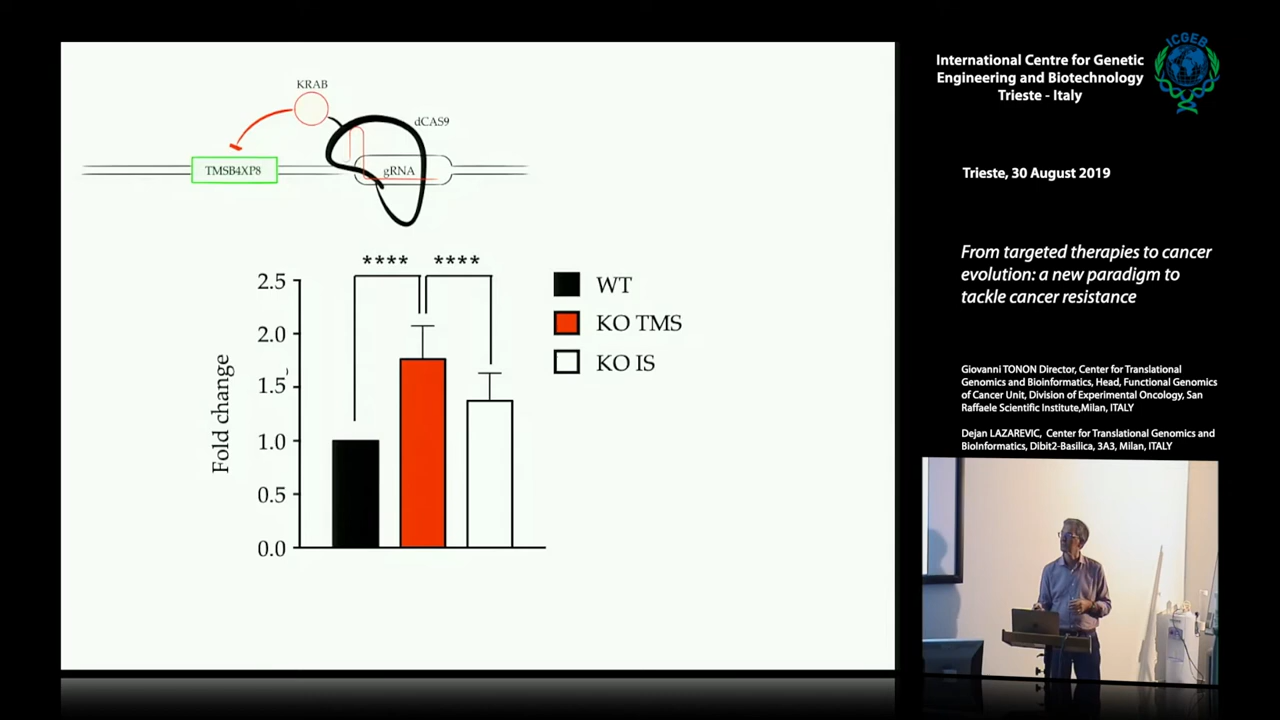 KRAB
dCAS9
TMSB4XP8
gRNA
**** ****
2.5
2.0
1.5
1.0
0.5
0.0
Fold change
WT
KO TMS
KO IS
International Centre for Genetic
Engineering and Biotechnology
Trieste - Italy
ICGEB
Trieste, 30 August 2019
From targeted therapies to cancer
evolution: a new paradigm to
tackle cancer resistance
Giovanni TONON Director, Center for Translational
Genomics and Bioinformatics, Head, Functional Genomics
of Cancer Unit, Division of Experimental Oncology, San
Raffaele Scientific Institute,Milan, ITALY
Dejan LAZAREVIC, Center for Translational Genomics and
BioInformatics, Dibit2-Basilica, 3A3, Milan, ITALY